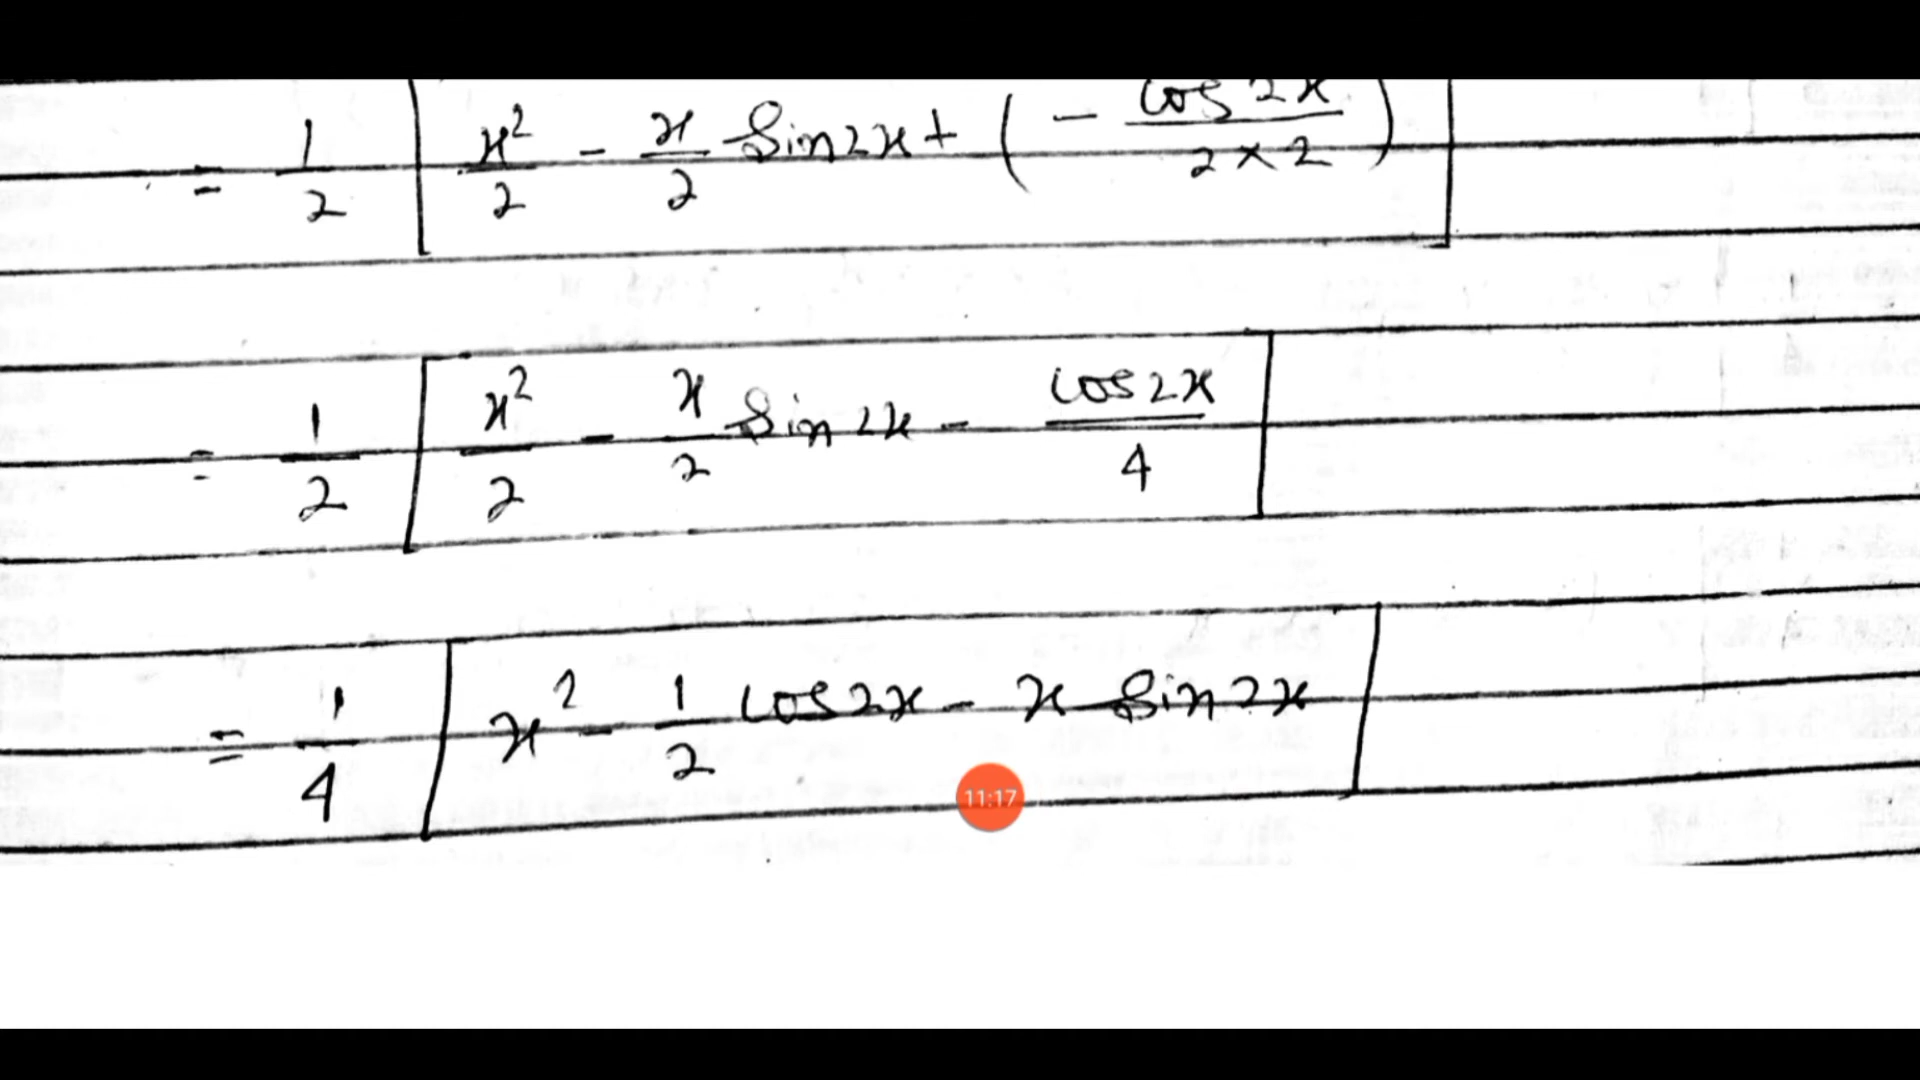 = 1/2 [ x²/2 - x/2 Sin2x + ( - cos2x / 2×2 ) ]
= 1/2 [ x²/2 - x/2 Sin2x - cos2x/4 ]
= 1/4 [ x² - 1/2 cos2x - x Sin2x ]
11:17